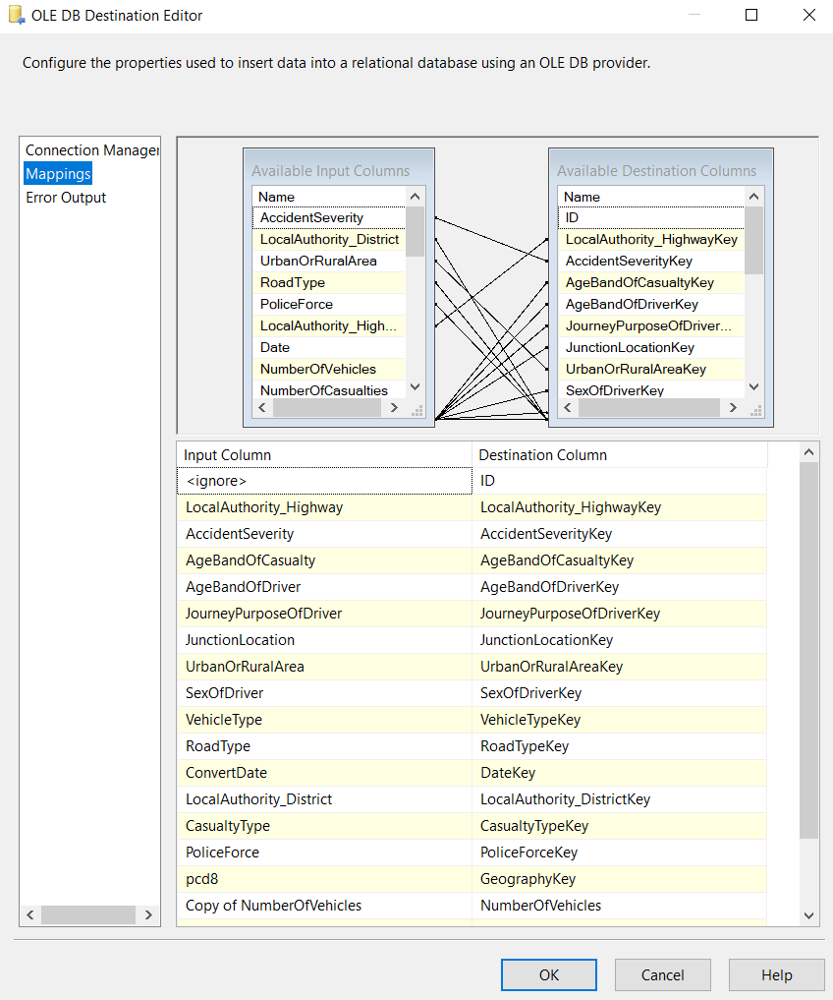 OLE DB Destination Editor
Configure the properties used to insert data into a relational database using an OLE DB provider.
Connection Manager
Mappings
Error Output
Available Input Columns
Name
AccidentSeverity
LocalAuthority_District
UrbanOrRuralArea
RoadType
PoliceForce
LocalAuthority_High...
Date
NumberOfVehicles
NumberOfCasualties
Available Destination Columns
Name
ID
LocalAuthority_HighwayKey
AccidentSeverityKey
AgeBandOfCasualtyKey
AgeBandOfDriverKey
JourneyPurposeOfDriver...
JunctionLocationKey
UrbanOrRuralAreaKey
SexOfDriverKey
Input Column Destination Column
<ignore> ID
LocalAuthority_Highway LocalAuthority_HighwayKey
AccidentSeverity AccidentSeverityKey
AgeBandOfCasualty AgeBandOfCasualtyKey
AgeBandOfDriver AgeBandOfDriverKey
JourneyPurposeOfDriver JourneyPurposeOfDriverKey
JunctionLocation JunctionLocationKey
UrbanOrRuralArea UrbanOrRuralAreaKey
SexOfDriver SexOfDriverKey
VehicleType VehicleTypeKey
RoadType RoadTypeKey
ConvertDate DateKey
LocalAuthority_District LocalAuthority_DistrictKey
CasualtyType CasualtyTypeKey
PoliceForce PoliceForceKey
pcd8 GeographyKey
Copy of NumberOfVehicles NumberOfVehicles
OK Cancel Help